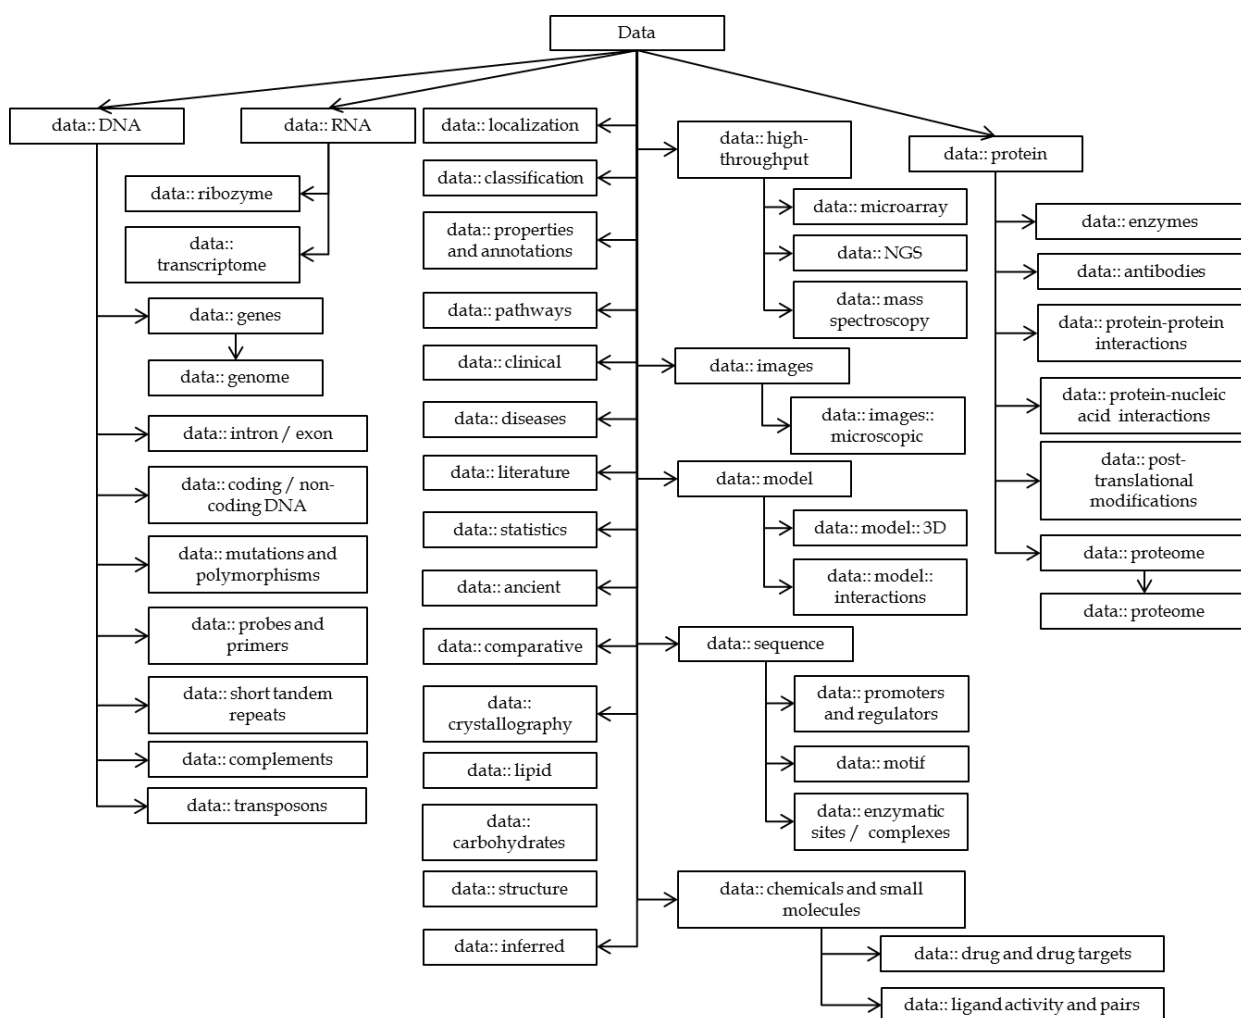 Data
data:: DNA
data:: RNA
data:: ribozyme
data::
transcriptome
data:: genes
data:: genome
data:: intron / exon
data:: coding / non-
coding DNA
data:: mutations and
polymorphisms
data:: probes and
primers
data:: short tandem
repeats
data:: complements
data:: transposons
data:: localization
data:: classification
data:: properties
and annotations
data:: pathways
data:: clinical
data:: diseases
data:: literature
data:: statistics
data:: ancient
data:: comparative
data::
crystallography
data:: lipid
data::
carbohydrates
data:: structure
data:: inferred
data:: high-
throughput
data:: microarray
data:: NGS
data:: mass
spectroscopy
data:: images
data:: images::
microscopic
data:: model
data:: model:: 3D
data:: model::
interactions
data:: sequence
data:: promoters
and regulators
data:: motif
data:: enzymatic
sites / complexes
data:: chemicals and small
molecules
data:: drug and drug targets
data:: ligand activity and pairs
data:: protein
data:: enzymes
data:: antibodies
data:: protein-protein
interactions
data:: protein-nucleic
acid interactions
data:: post-
translational
modifications
data:: proteome
data:: proteome